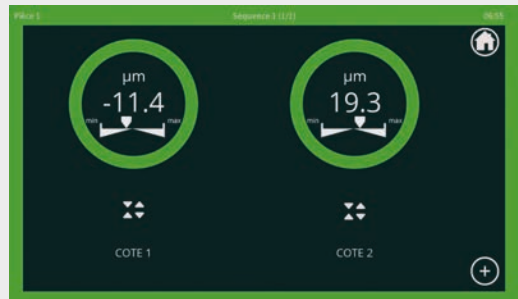 Pièce 1 Séquence 1 (1/1) 09:55
µm
-11.4
min max
COTE 1
µm
19.3
min max
COTE 2